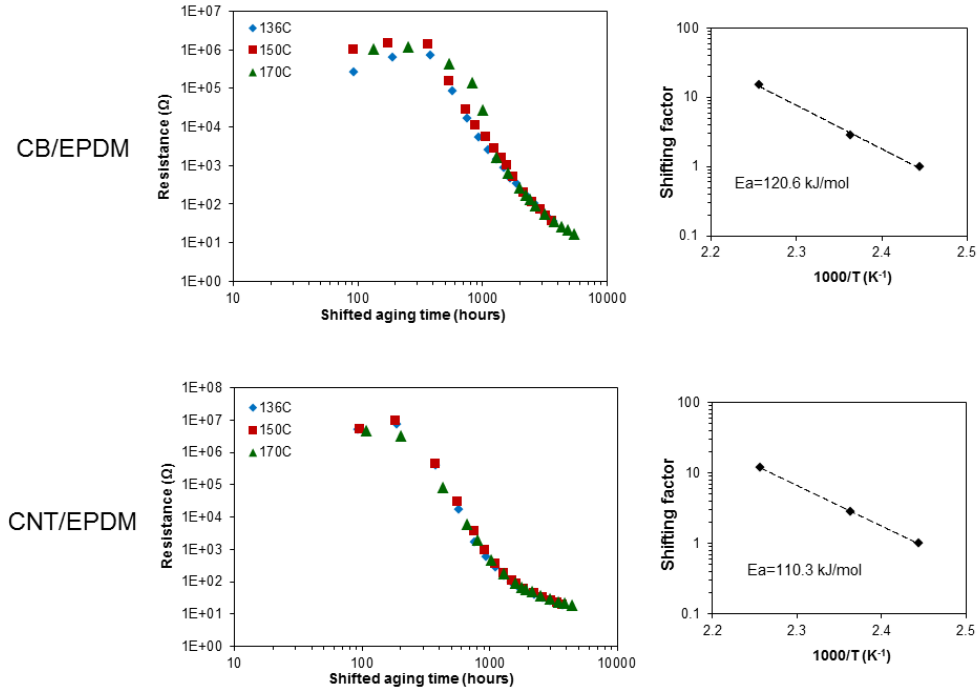 CB/EPDM
1E+07
1E+06
1E+05
1E+04
1E+03
1E+02
1E+01
1E+00
Resistance (Ω)
136C
150C
170C
10
100
1000
10000
Shifted aging time (hours)
100
10
1
0.1
Shifting factor
Ea=120.6 kJ/mol
2.2
2.3
2.4
2.5
1000/T (K⁻¹)
CNT/EPDM
1E+08
1E+07
1E+06
1E+05
1E+04
1E+03
1E+02
1E+01
1E+00
Resistance (Ω)
136C
150C
170C
10
100
1000
10000
Shifted aging time (hours)
100
10
1
0.1
Shifting factor
Ea=110.3 kJ/mol
2.2
2.3
2.4
2.5
1000/T (K⁻¹)